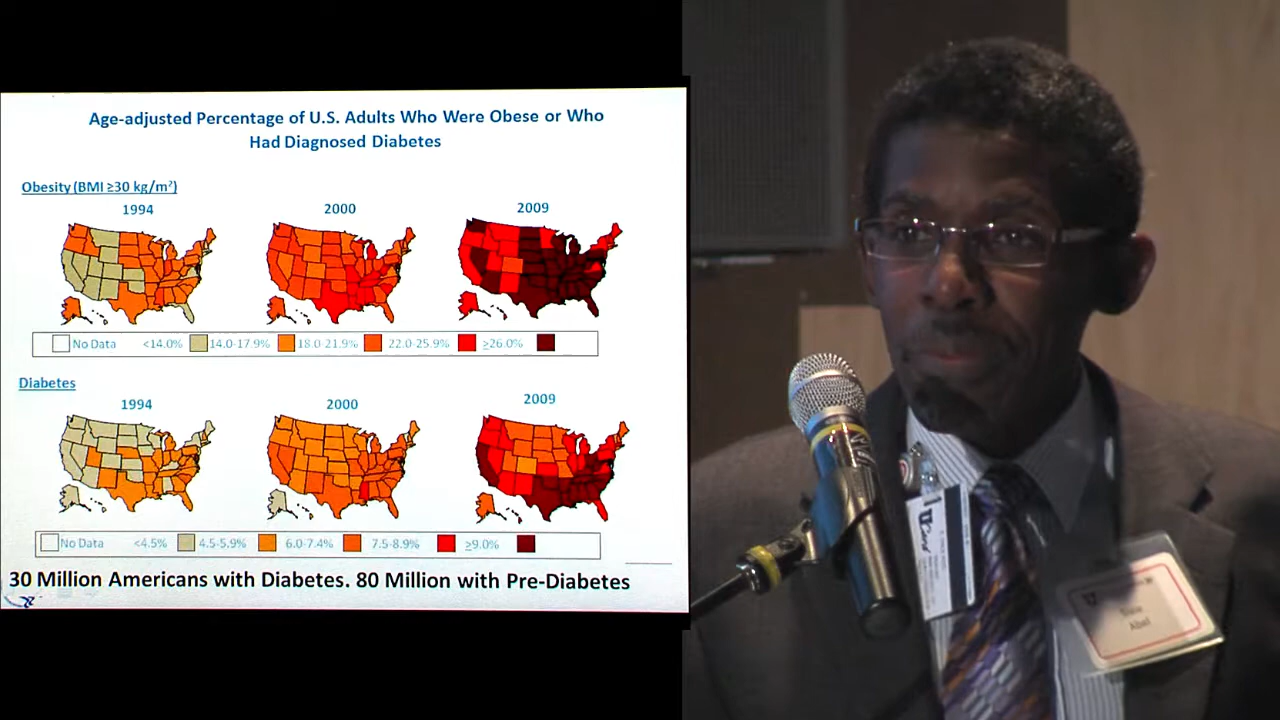 Age-adjusted Percentage of U.S. Adults Who Were Obese or Who
Had Diagnosed Diabetes
Obesity (BMI ≥30 kg/m²)
1994 2000 2009
No Data <14.0% 14.0-17.9% 18.0-21.9% 22.0-25.9% ≥26.0%
Diabetes
1994 2000 2009
No Data <4.5% 4.5-5.9% 6.0-7.4% 7.5-8.9% ≥9.0%
30 Million Americans with Diabetes. 80 Million with Pre-Diabetes
Abel